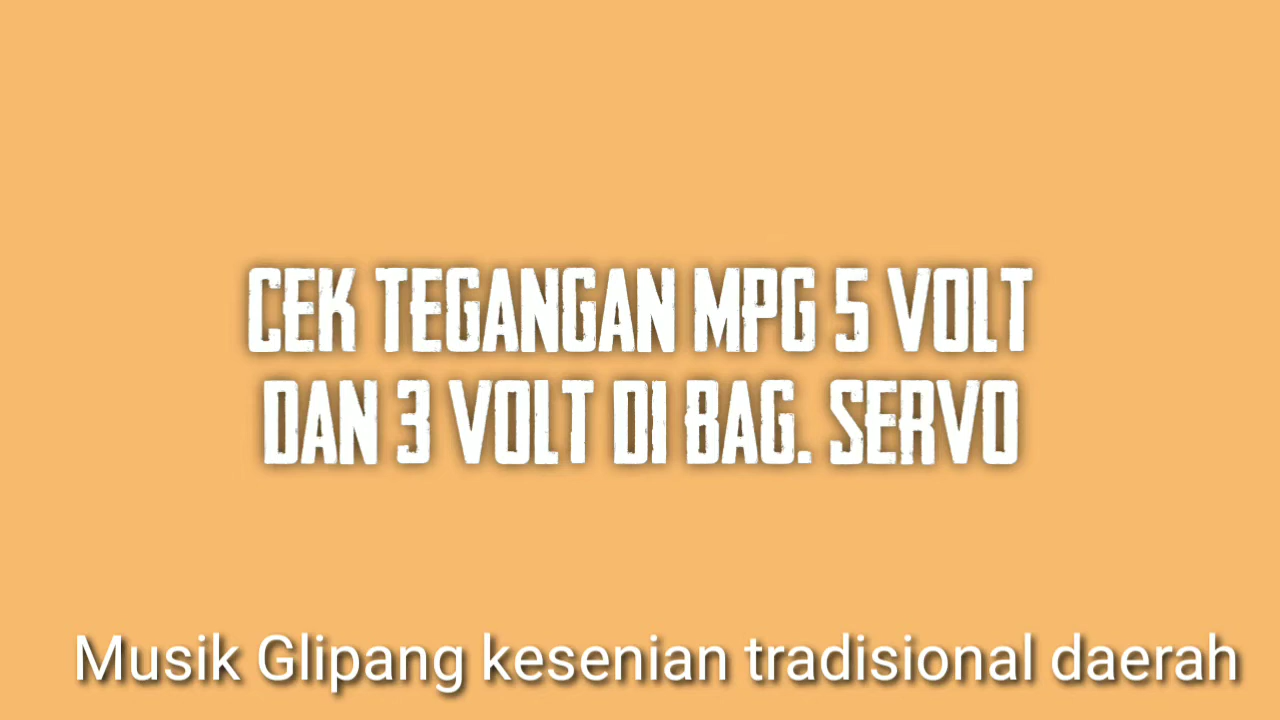 CEK TEGANGAN MPG 5 VOLT
DAN 3 VOLT DI BAG. SERVO
Musik Glipang kesenian tradisional daerah